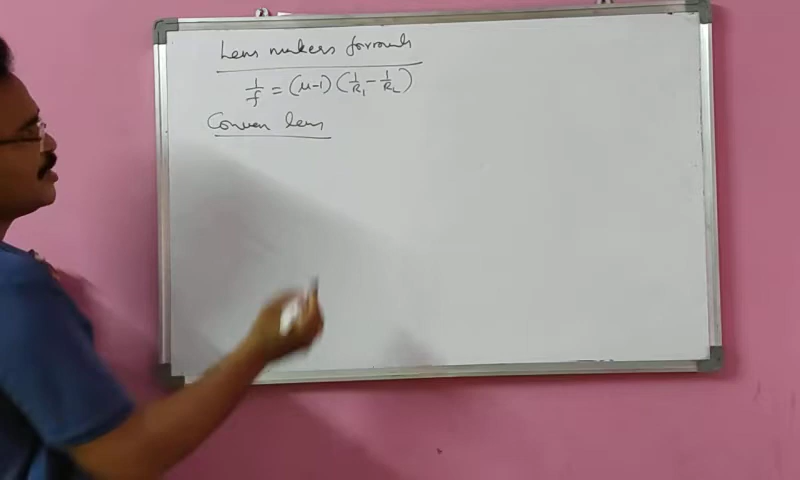 Lens makers formula
1/f = (μ-1) (1/R₁ - 1/R₂)
Convex lens